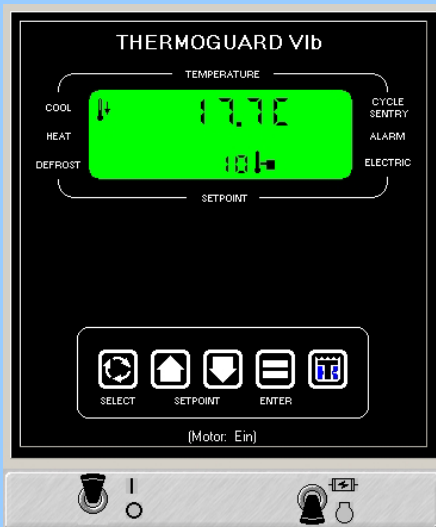 THERMOGUARD VIb
TEMPERATURE
COOL
HEAT
DEFROST
17.7C
10
CYCLE
SENTRY
ALARM
ELECTRIC
SETPOINT
SELECT
SETPOINT
ENTER
(Motor: Ein)